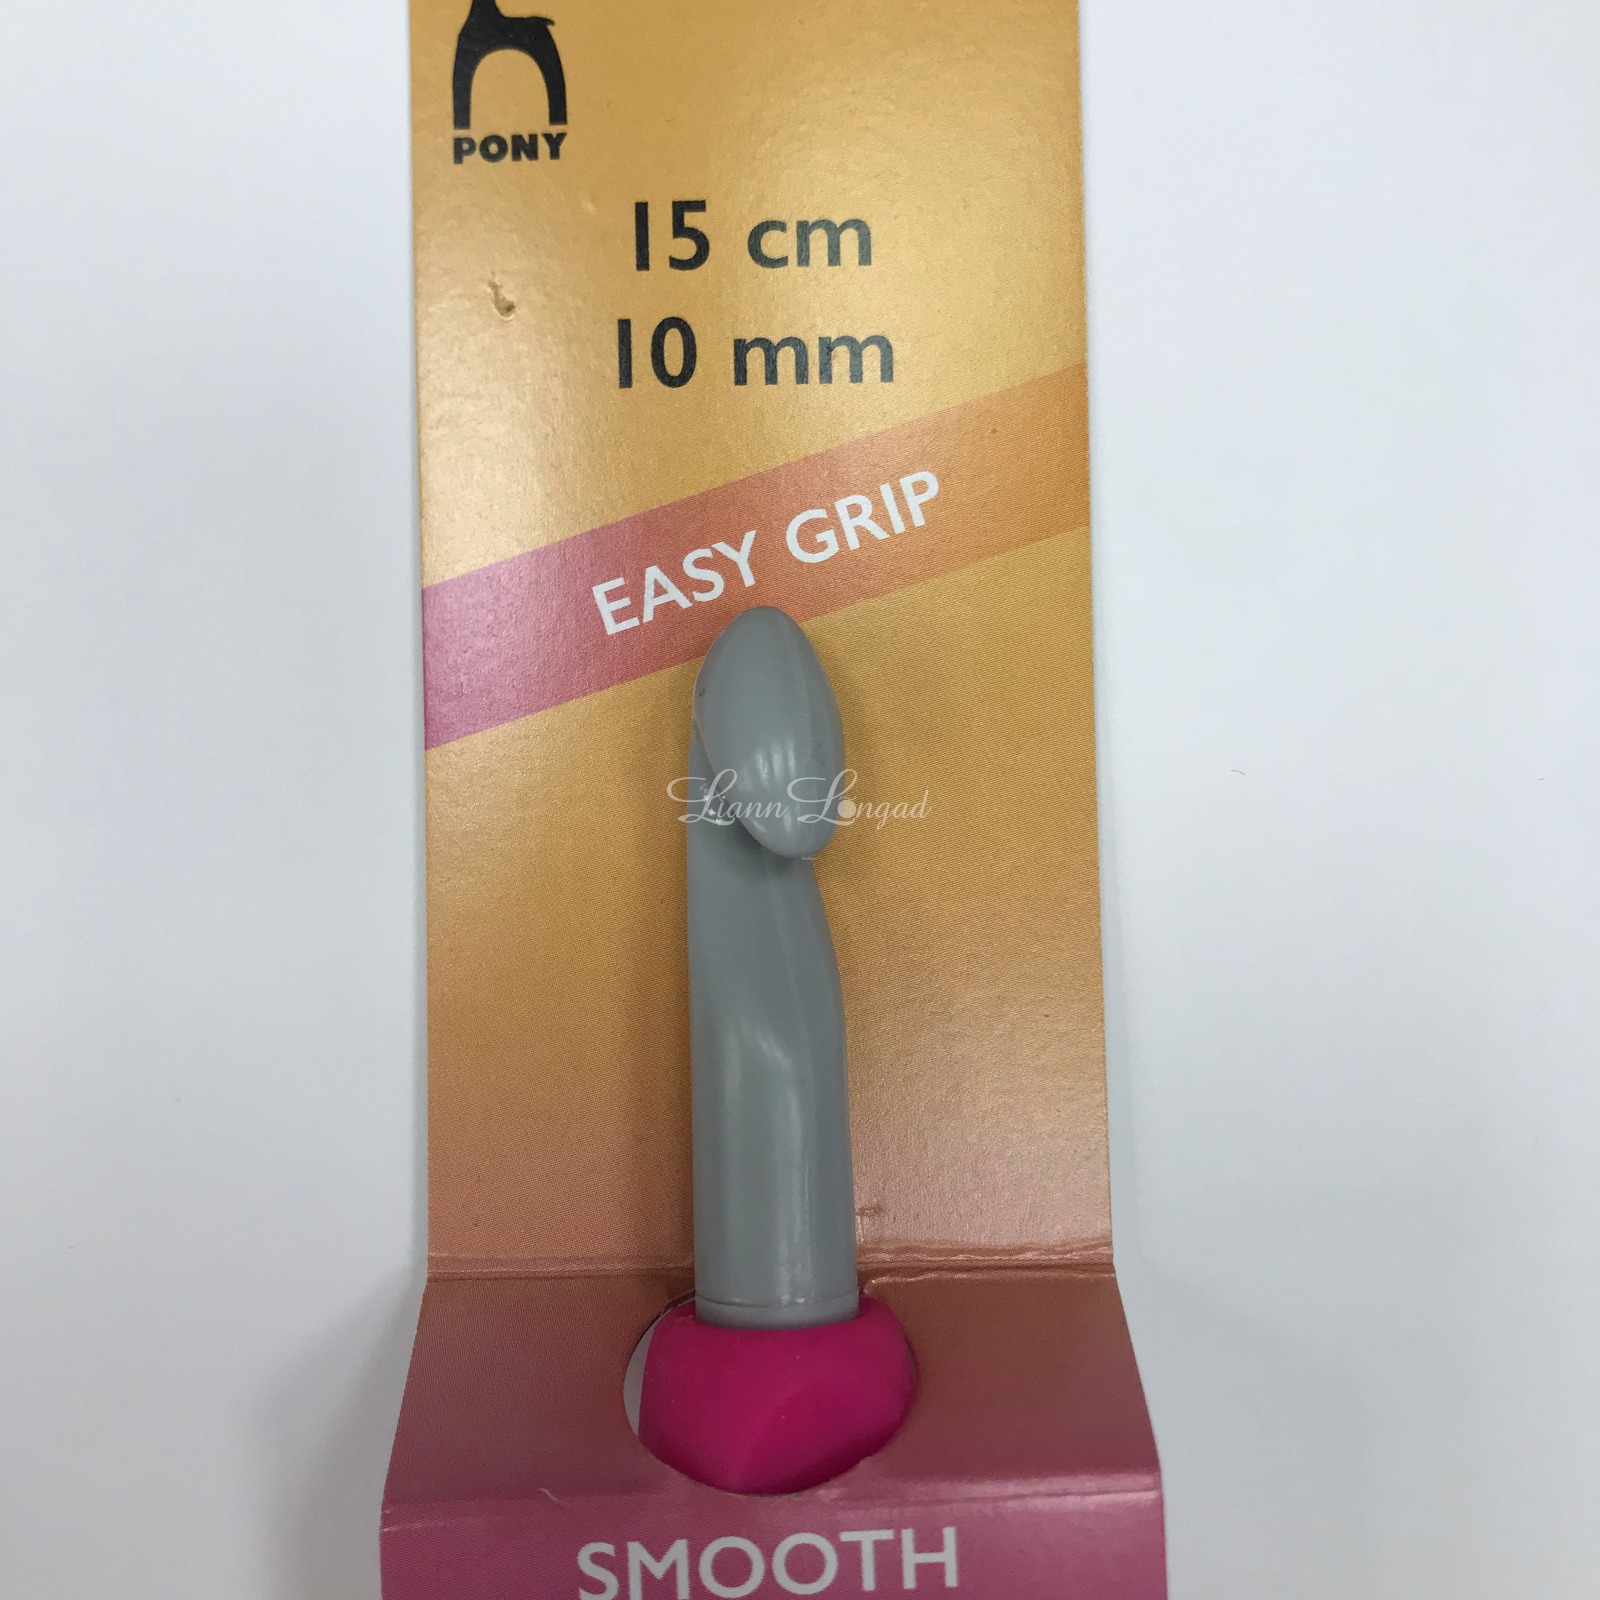 PONY
15 cm
10 mm
EASY GRIP
Liann Longad
SMOOTH